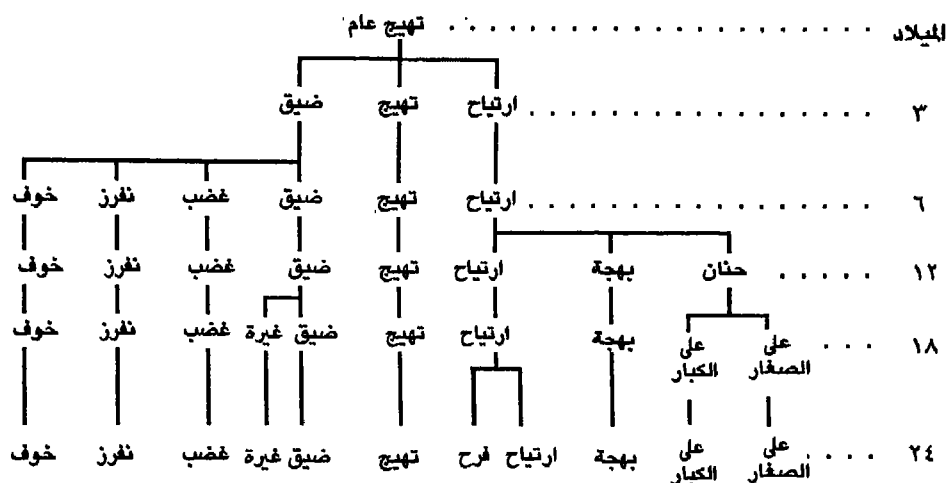 الميلاد . . . . . . . . . . . . . . . . . . . . تهيج عام
٣ . . . . . . . . . . . . . . . . ارتياح تهيج ضيق
٦ . . . . . . . . . . . . . . . . ارتياح تهيج ضيق غضب نفرز خوف
١٢ . . . . . حنان بهجة ارتياح تهيج ضيق غضب نفرز خوف
١٨ . . . على الصغار على الكبار بهجة ارتياح تهيج ضيق غيرة غضب نفرز خوف
٢٤ . . . . على الصغار على الكبار بهجة ارتياح فرح تهيج ضيق غيرة غضب نفرز خوف